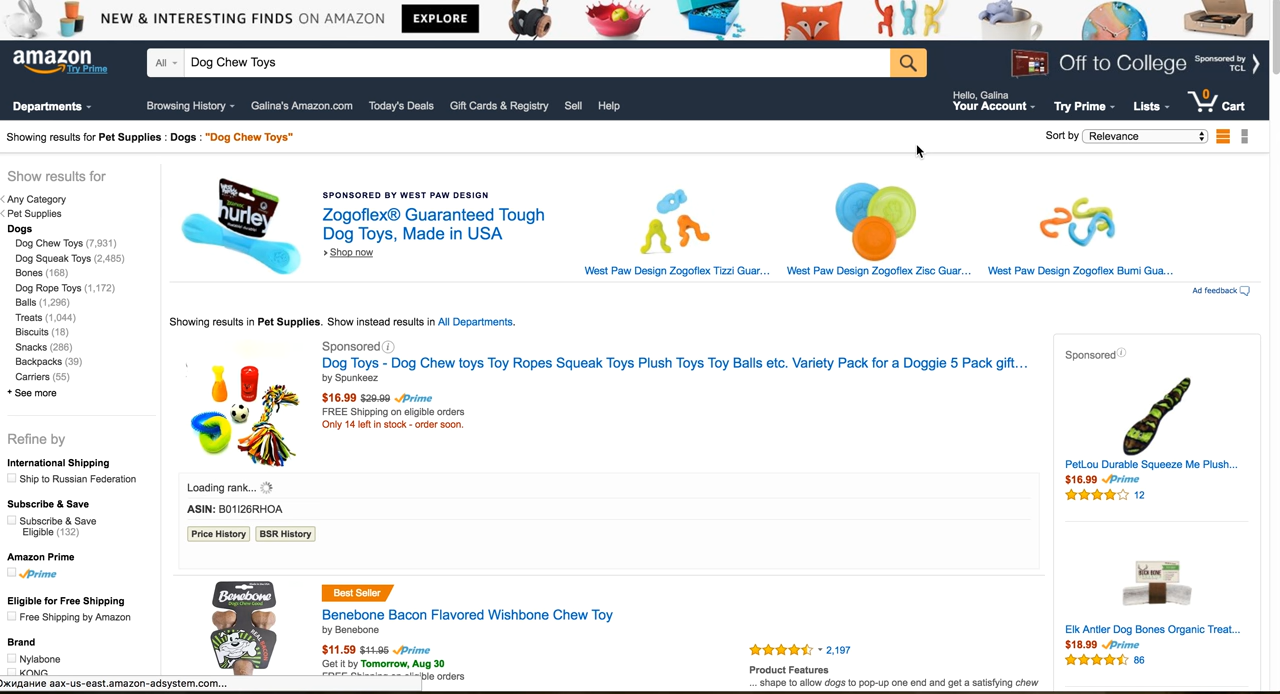 NEW & INTERESTING FINDS ON AMAZON EXPLORE
amazon
Try Prime
All
Dog Chew Toys
Off to College
Sponsored by
TCL
Departments
Browsing History
Galina's Amazon.com
Today's Deals
Gift Cards & Registry
Sell
Help
Hello, Galina
Your Account
Try Prime
Lists
0
Cart
Showing results for Pet Supplies : Dogs : "Dog Chew Toys"
Sort by Relevance
Show results for
Any Category
Pet Supplies
Dogs
Dog Chew Toys (7,931)
Dog Squeak Toys (2,485)
Bones (168)
Dog Rope Toys (1,172)
Balls (1,296)
Treats (1,044)
Biscuits (18)
Snacks (286)
Backpacks (39)
Carriers (55)
+ See more
Refine by
International Shipping
Ship to Russian Federation
Subscribe & Save
Subscribe & Save
Eligible (132)
Amazon Prime
Prime
Eligible for Free Shipping
Free Shipping by Amazon
Brand
Nylabone
KONG
Ожидание aax-us-east.amazon-adsystem.com...
hurley
SPONSORED BY WEST PAW DESIGN
Zogoflex® Guaranteed Tough
Dog Toys, Made in USA
› Shop now
West Paw Design Zogoflex Tizzi Guar...
West Paw Design Zogoflex Zisc Guar...
West Paw Design Zogoflex Bumi Gua...
Ad feedback
Showing results in Pet Supplies. Show instead results in All Departments.
Sponsored
Dog Toys - Dog Chew toys Toy Ropes Squeak Toys Plush Toys Toy Balls etc. Variety Pack for a Doggie 5 Pack gift...
by Spunkeez
$16.99 $29.99 Prime
FREE Shipping on eligible orders
Only 14 left in stock - order soon.
Loading rank...
ASIN: B01I26RHOA
Price History
BSR History
Benebone
Best Seller
Benebone Bacon Flavored Wishbone Chew Toy
by Benebone
$11.59 $11.95 Prime
Get it by Tomorrow, Aug 30
FREE Shipping on eligible orders
2,197
Product Features
... shape to allow dogs to pop-up one end and get a satisfying chew
Sponsored
PetLou Durable Squeeze Me Plush...
$16.99 Prime
12
Elk Antler Dog Bones Organic Treat...
$18.99 Prime
86